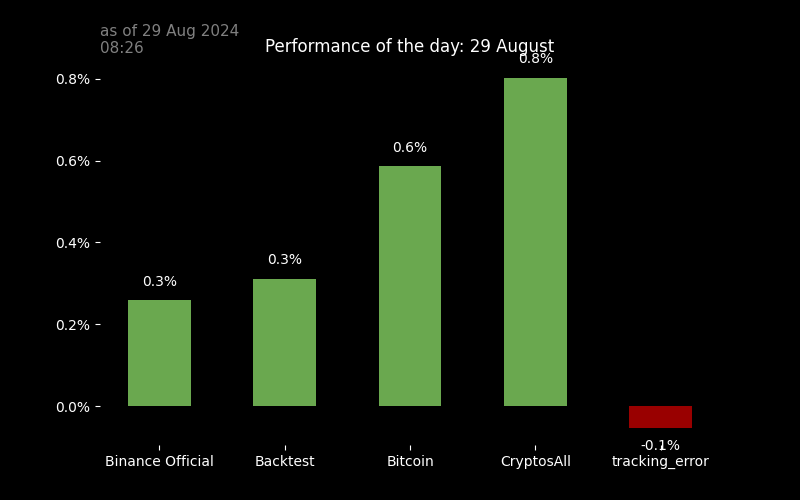 as of 29 Aug 2024
08:26
Performance of the day: 29 August
0.8%
0.8%
0.6%
0.6%
0.4%
0.3%
0.3%
0.2%
0.0%
-0.1%
Binance Official
Backtest
Bitcoin
CryptosAll
tracking_error